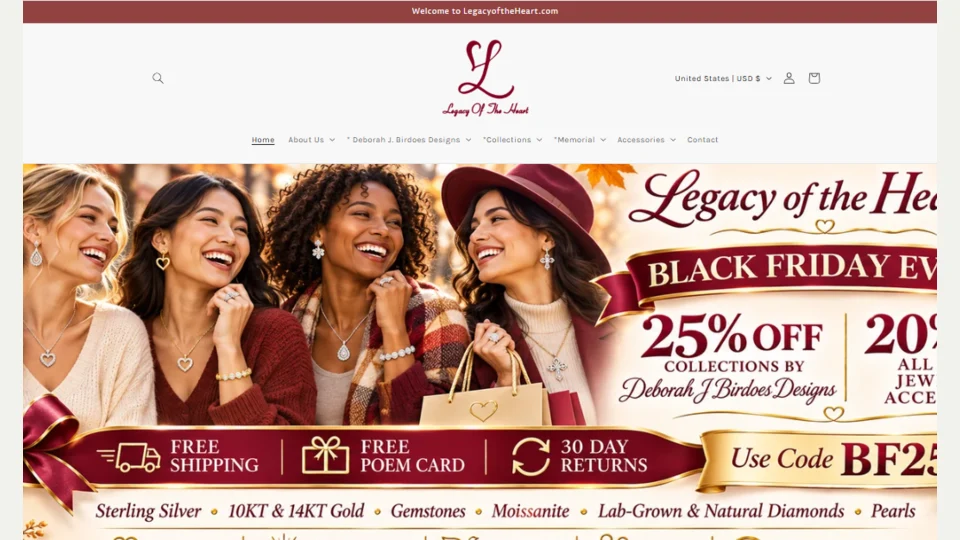 Welcome to LegacyoftheHeart.com
Legacy Of The Heart
United States | USD $
Home
About Us
* Deborah J. Birdoes Designs
*Collections
*Memorial
Accessories
Contact
Legacy of the Hea
BLACK FRIDAY EV
25% OFF
COLLECTIONS BY
Deborah J Birdoes Designs
20%
ALL
JEW
ACCE
FREE
SHIPPING
FREE
POEM CARD
30 DAY
RETURNS
Use Code BF25
Sterling Silver • 10KT & 14KT Gold • Gemstones • Moissanite • Lab-Grown & Natural Diamonds • Pearls